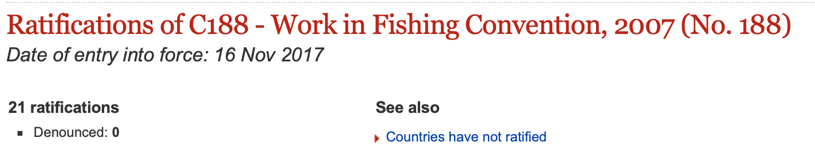 Ratifications of C188 - Work in Fishing Convention, 2007 (No. 188)
Date of entry into force: 16 Nov 2017
21 ratifications
Denounced: 0
See also
Countries have not ratified